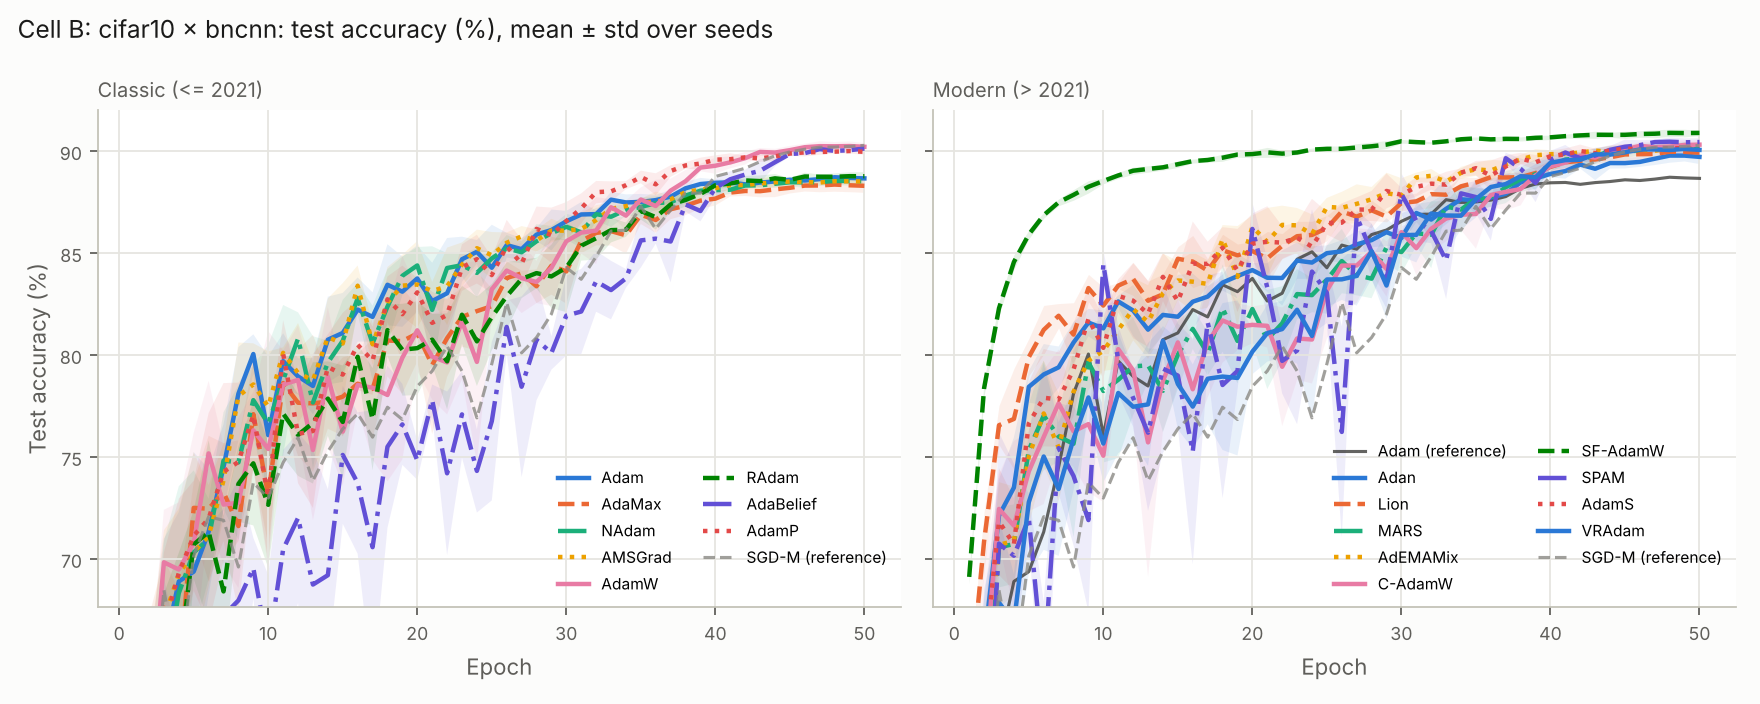 Cell B: cifar10 × bncnn: test accuracy (%), mean ± std over seeds
Classic (<= 2021)
Test accuracy (%)
90
85
80
75
70
0 10 20 30 40 50
Epoch
Adam
AdaMax
NAdam
AMSGrad
AdamW
RAdam
AdaBelief
AdamP
SGD-M (reference)
Modern (> 2021)
0 10 20 30 40 50
Epoch
Adam (reference)
Adan
Lion
MARS
AdEMAMix
C-AdamW
SF-AdamW
SPAM
AdamS
VRAdam
SGD-M (reference)